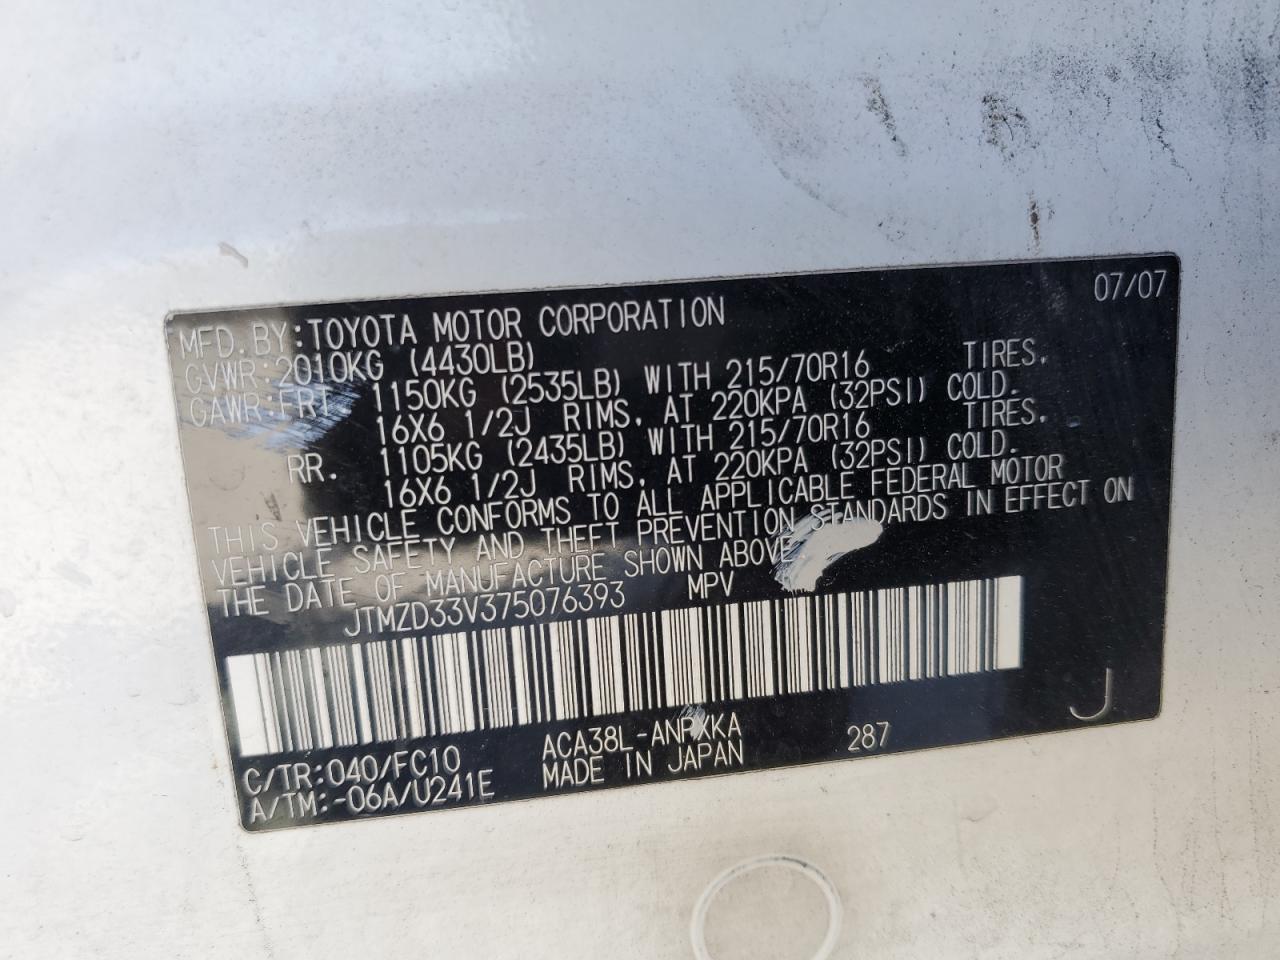 07/07
MFD. BY: TOYOTA MOTOR CORPORATION
GVWR: 2010KG (4430LB)
GAWR: FRT. 1150KG (2535LB) WITH 215/70R16 TIRES,
16X6 1/2J RIMS, AT 220KPA (32PSI) COLD.
RR. 1105KG (2435LB) WITH 215/70R16 TIRES,
16X6 1/2J RIMS, AT 220KPA (32PSI) COLD.
THIS VEHICLE CONFORMS TO ALL APPLICABLE FEDERAL MOTOR
VEHICLE SAFETY AND THEFT PREVENTION STANDARDS IN EFFECT ON
THE DATE OF MANUFACTURE SHOWN ABOVE.
JTMZD33V375076393 MPV
C/TR: 040/FC10 ACA38L-ANPXKA 287 J
A/TM: -06A/U241E MADE IN JAPAN